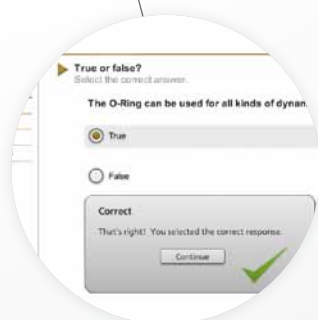 True or false?
Select the correct answer.
The O-Ring can be used for all kinds of dynan
True
False
Correct
That's right! You selected the correct response.
Continue